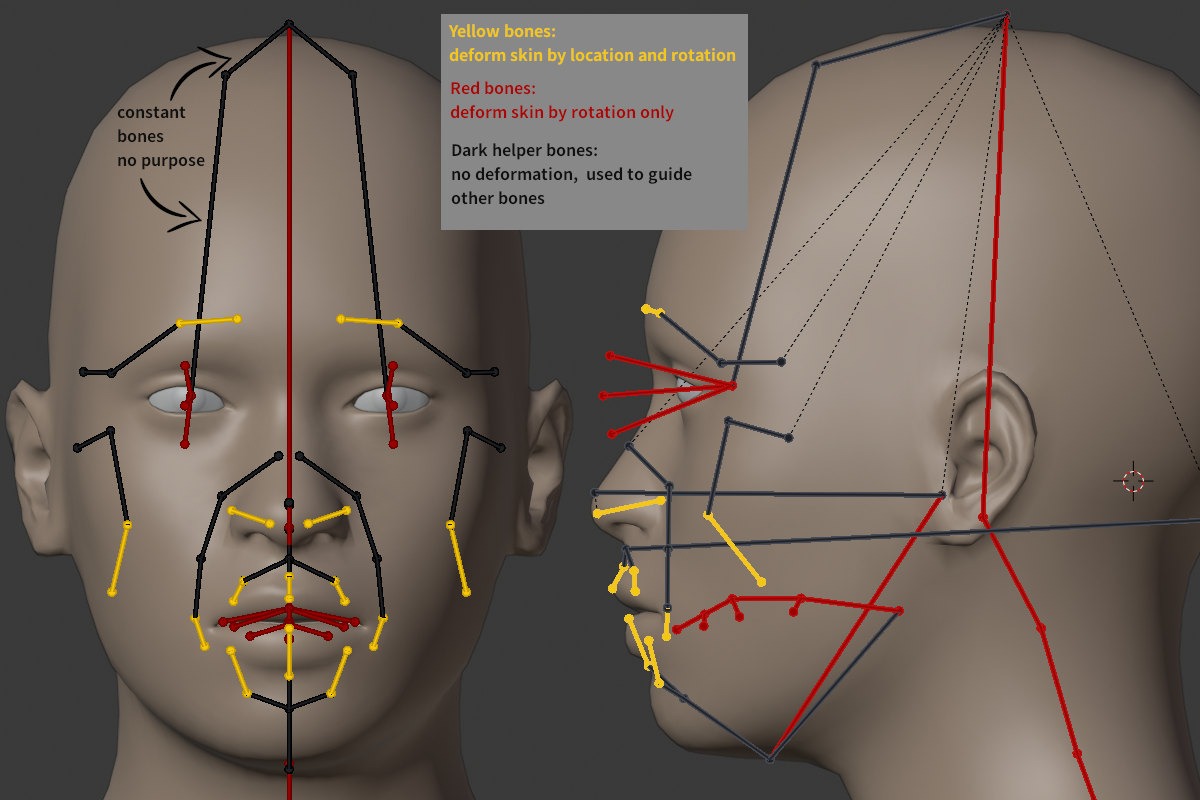 Yellow bones:
deform skin by location and rotation
Red bones:
deform skin by rotation only
Dark helper bones:
no deformation,  used to guide
other bones
constant
bones
no purpose